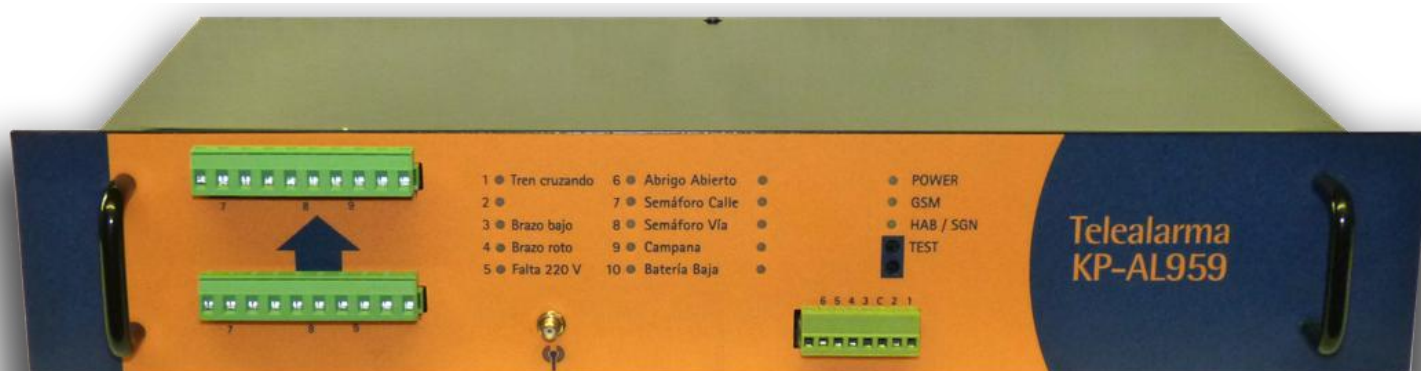 7 8 9
1 Tren cruzando
2
3 Brazo bajo
4 Brazo roto
5 Falta 220 V
6 Abrigo Abierto
7 Semáforo Calle
8 Semáforo Vía
9 Campana
10 Batería Baja
POWER
GSM
HAB / SGN
TEST
Telealarma
KP-AL959
7 8
6 5 4 3 C 2 1